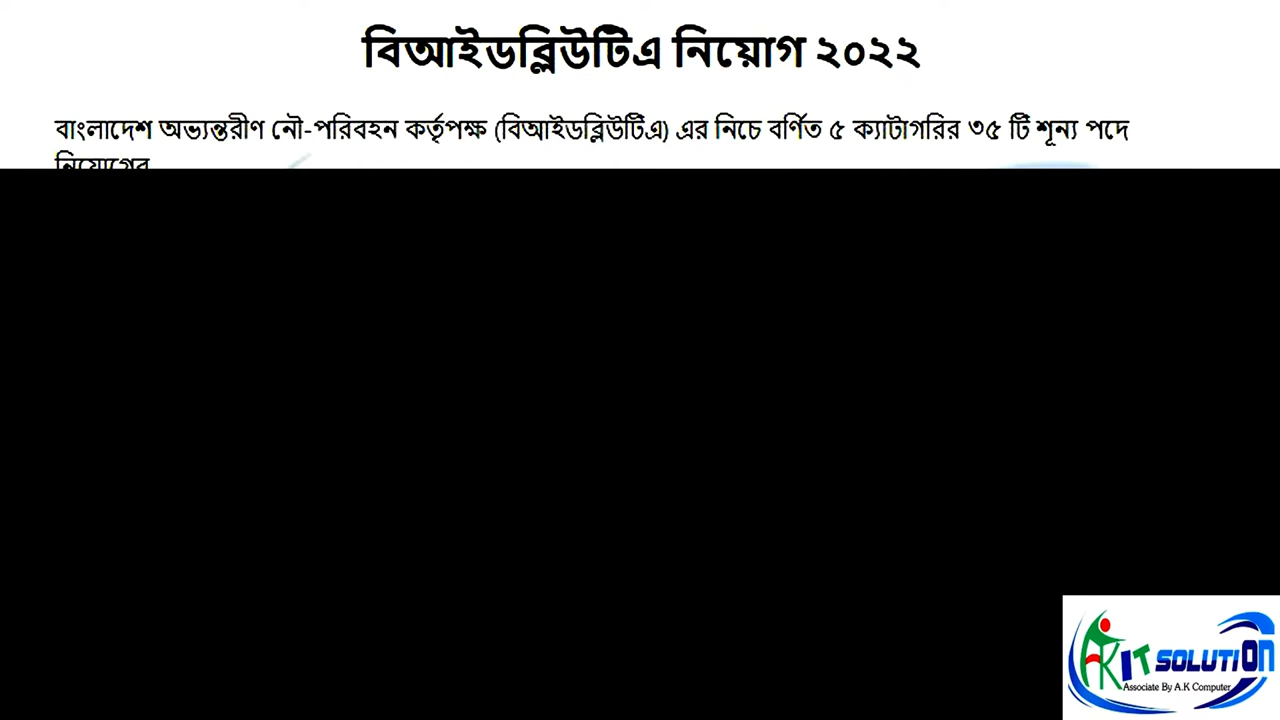 বিআইডব্লিউটিএ নিয়োগ ২০২২
বাংলাদেশ অভ্যন্তরীণ নৌ-পরিবহন কর্তৃপক্ষ (বিআইডব্লিউটিএ) এর নিচে বর্ণিত ৫ ক্যাটাগরির ৩৫ টি শূন্য পদে
নিয়োগের
AK IT SOLUTION
Associate By A.K Computer